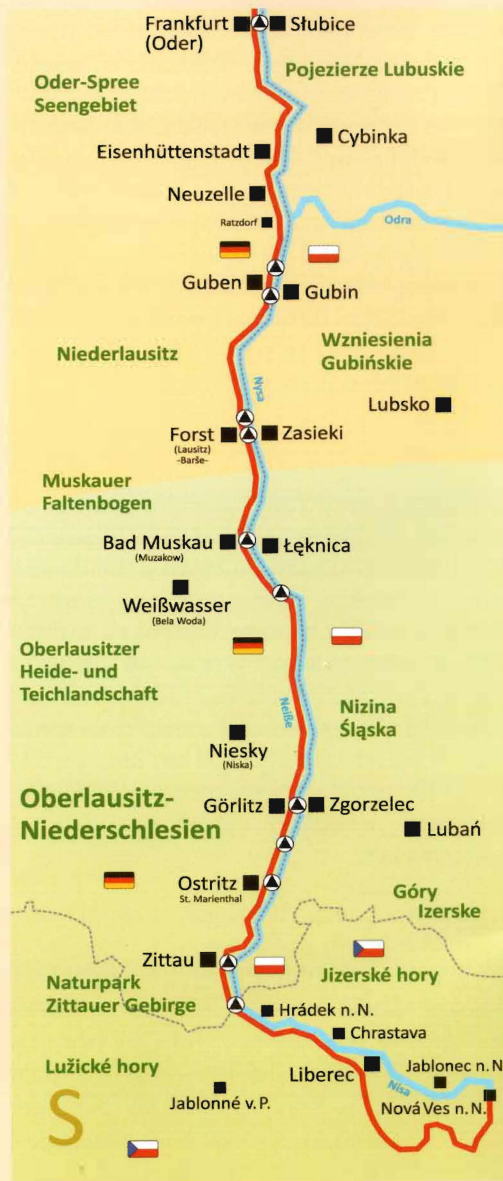 Frankfurt
(Oder)
Słubice
Oder-Spree
Seengebiet
Pojezierze Lubuskie
Cybinka
Eisenhüttenstadt
Neuzelle
Ratzdorf
Odra
Guben
Gubin
Niederlausitz
Wzniesienia
Gubińskie
Nysa
Lubsko
Forst
(Lausitz)
-Barše-
Zasieki
Muskauer
Faltenbogen
Bad Muskau
(Muzakow)
Łęknica
Weißwasser
(Bela Woda)
Oberlausitzer
Heide- und
Teichlandschaft
Neiße
Nizina
Śląska
Niesky
(Niska)
Oberlausitz-
Niederschlesien
Görlitz
Zgorzelec
Lubań
Ostritz
St. Marienthal
Góry
Izerske
Zittau
Jizerské hory
Naturpark
Zittauer Gebirge
Hrádek n. N.
Chrastava
Lužické hory
Liberec
Jablonec n. N
Nisa
Nová Ves n. N.
Jablonné v. P.
S